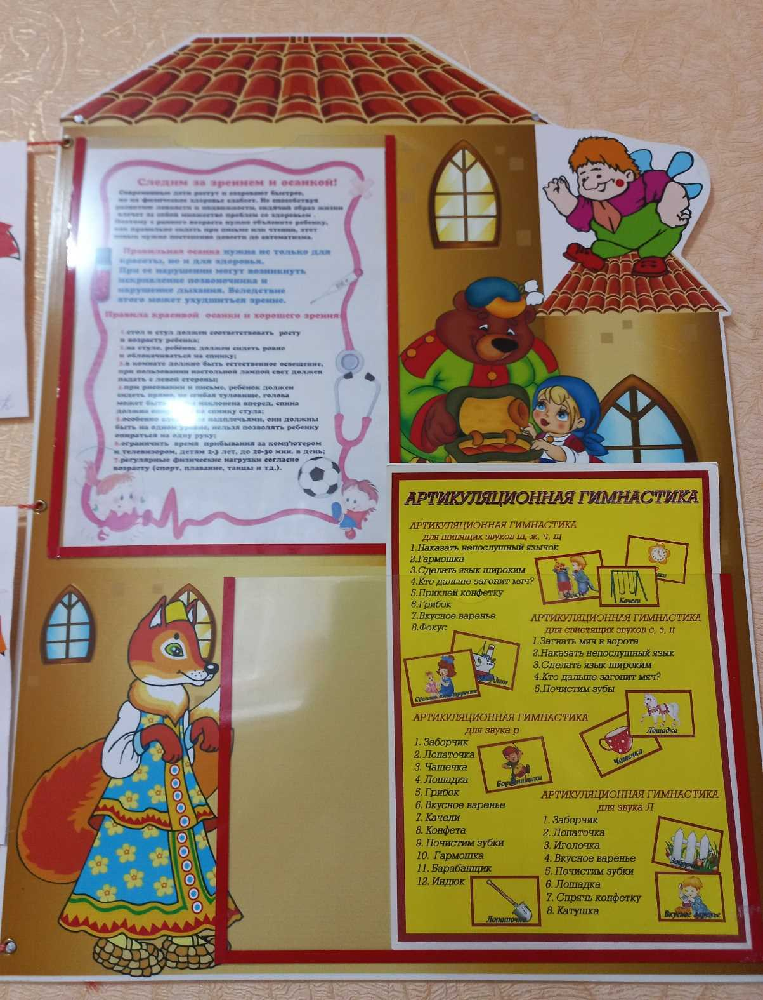 Следим за зрением и осанкой!
Современные дети растут и созревают быстрее,
но их физическое здоровье слабеет. Не способствуя
развитию ловкости и подвижности, сидячий образ жизни
влечет за собой множество проблем со здоровьем .
Поэтому с раннего возраста нужно объяснить ребенку,
как правильно сидеть при письме или чтении, этот
навык нужно постепенно довести до автоматизма.
Правильная осанка нужна не только для
красоты, но и для здоровья.
При ее нарушении могут возникнуть
искривление позвоночника и
нарушение дыхания. Вследствие
этого может ухудшиться зрение.
Правила красивой осанки и хорошего зрения:
1.стол и стул должен соответствовать росту
и возрасту ребенка;
2.на стуле, ребёнок должен сидеть ровно
и облокачиваться на спинку;
3.в комнате должно быть естественное освещение,
при пользовании настольной лампой свет должен
падать с левой стороны;
4.при рисовании и письме, ребёнок должен
сидеть прямо, не сгибая туловище, голова
может быть наклонена вперед, спина
должна на спинку стула;
5.особенно надплечьями, они должны
быть на одном уровне, нельзя позволять ребенку
опираться на одну руку;
6.ограничить время прибывания за комп'ютером
и телевизором, детям 2-3 лет, до 20-30 мин. в день;
7.регулярные физические нагрузки согласно
возрасту (спорт, плавание, танцы и тд.).
АРТИКУЛЯЦИОННАЯ ГИМНАСТИКА
АРТИКУЛЯЦИОННАЯ ГИМНАСТИКА
для шипящих звуков ш, ж, ч, щ
1.Наказать непослушный язычок
2.Гармошка
3.Сделать язык широким
4.Кто дальше загонит мяч?
5.Приклей конфетку
6.Грибок
7.Вкусное варенье
8.Фокус
Фокус
Качели
АРТИКУЛЯЦИОННАЯ ГИМНАСТИКА
для свистящих звуков с, з, ц
1.Загнать мяч в ворота
2.Наказать непослушный язык
3.Сделать язык широким
4.Кто дальше загонит мяч?
5.Почистим зубы
Сделать язык широким
гудит
Лошадка
Чашечка
АРТИКУЛЯЦИОННАЯ ГИМНАСТИКА
для звука р
1. Заборчик
2. Лопаточка
3. Чашечка
4. Лошадка
5. Грибок
6. Вкусное варенье
7. Качели
8. Конфета
9. Почистим зубки
10. Гармошка
11. Барабанщик
12. Индюк
Барабанщики
Лопаточка
АРТИКУЛЯЦИОННАЯ ГИМНАСТИКА
для звука Л
1. Заборчик
2. Лопаточка
3. Иголочка
4. Вкусное варенье
5. Почистим зубки
6. Лошадка
7. Спрячь конфетку
8. Катушка
Заборчик
Вкусное варенье